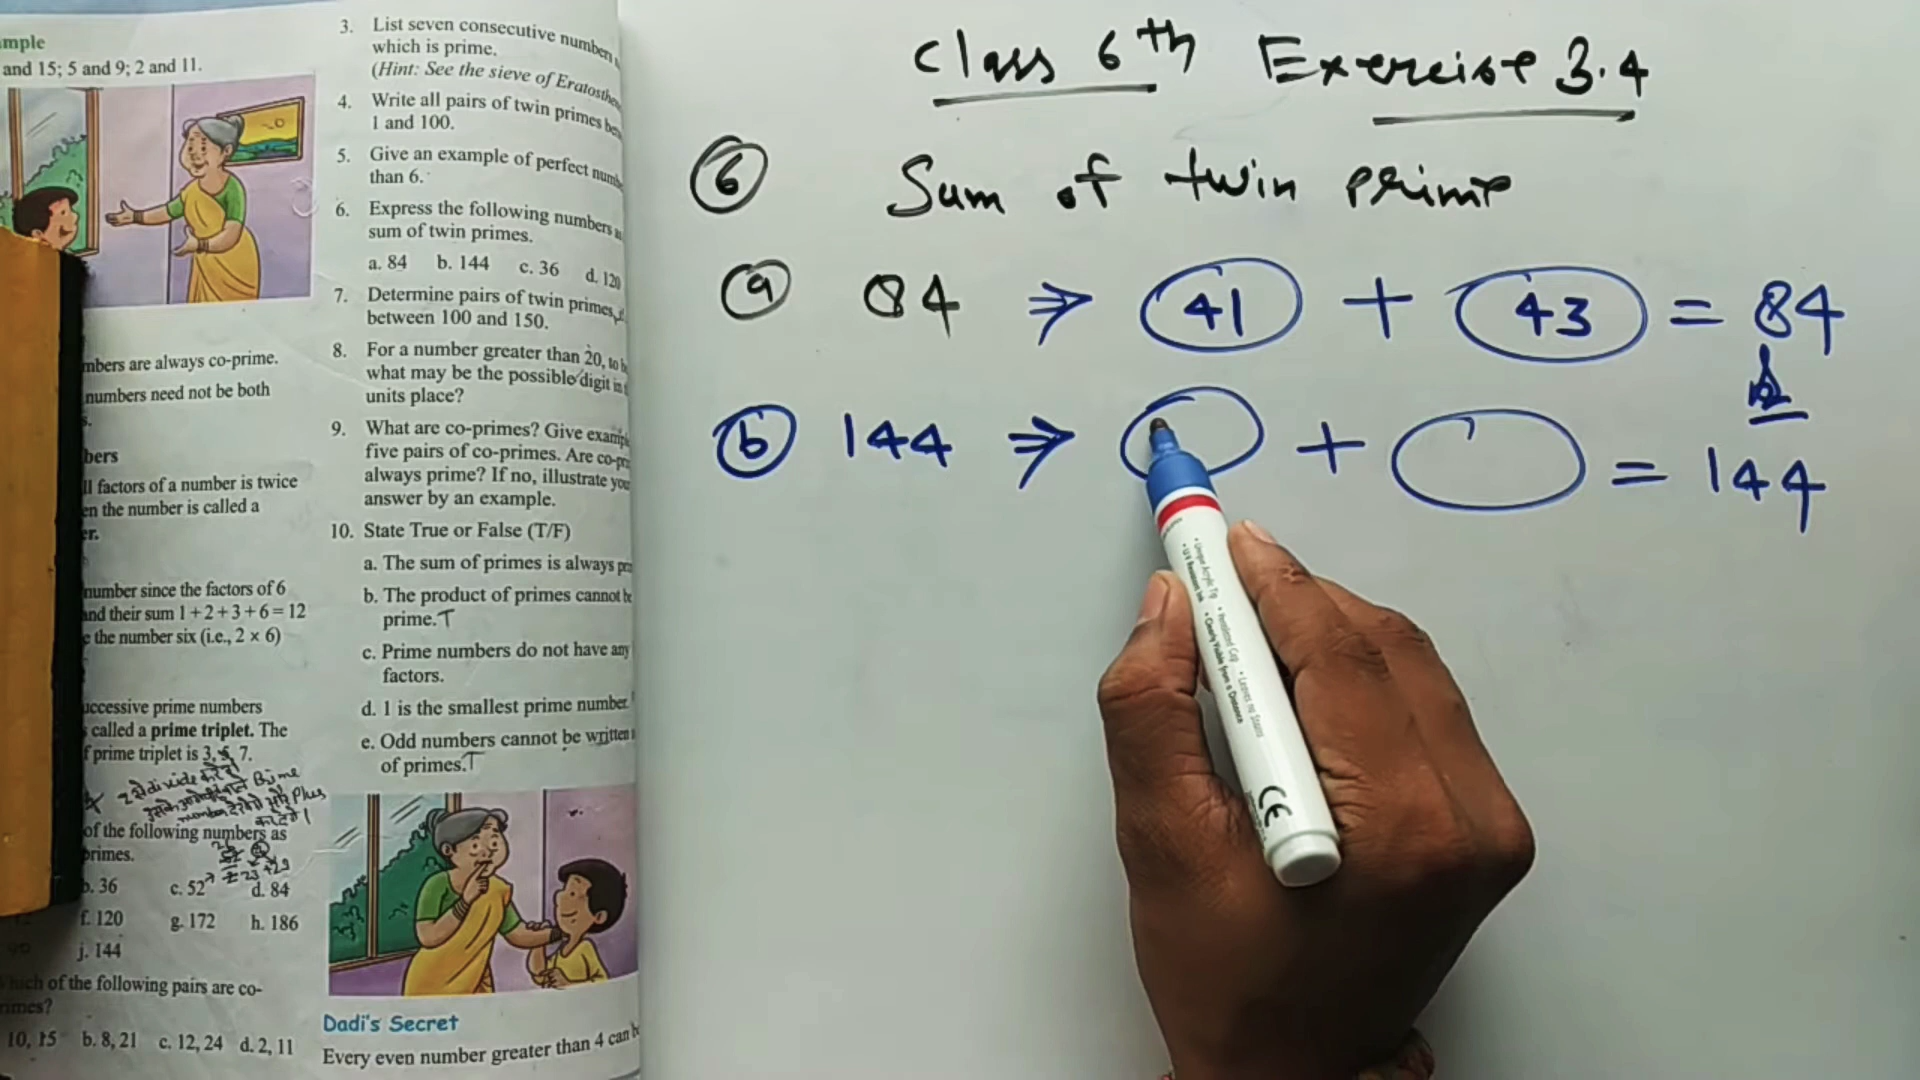 mple
and 15; 5 and 9; 2 and 11.
mbers are always co-prime.
numbers need not be both
s.
bers
ll factors of a number is twice
en the number is called a
er.
number since the factors of 6
and their sum 1 + 2 + 3 + 6 = 12
e the number six (i.e., 2 × 6)
uccessive prime numbers
called a prime triplet. The
f prime triplet is 3, 5, 7.
Prime
Plus
of the following numbers as
primes.
b. 36 c. 52 d. 84
23 + 29
f. 120 g. 172 h. 186
j. 144
hich of the following pairs are co-
rimes?
10, 15 b. 8, 21 c. 12, 24 d. 2, 11
3. List seven consecutive numbers
which is prime.
(Hint: See the sieve of Eratosthe
4. Write all pairs of twin primes be
1 and 100.
5. Give an example of perfect numb
than 6.
6. Express the following numbers as
sum of twin primes.
a. 84 b. 144 c. 36 d. 120
7. Determine pairs of twin primes,
between 100 and 150.
8. For a number greater than 20, to b
what may be the possible digit in
units place?
9. What are co-primes? Give examp
five pairs of co-primes. Are co-pr
always prime? If no, illustrate you
answer by an example.
10. State True or False (T/F)
a. The sum of primes is always pr
b. The product of primes cannot be
prime. T
c. Prime numbers do not have any
factors.
d. 1 is the smallest prime number.
e. Odd numbers cannot be written
of primes. T
Dadi's Secret
Every even number greater than 4 can b
Class 6th Exercise 3.4
6 Sum of twin prime
a 84 ⇒ 41 + 43 = 84
b 144 ⇒ + = 144
CE